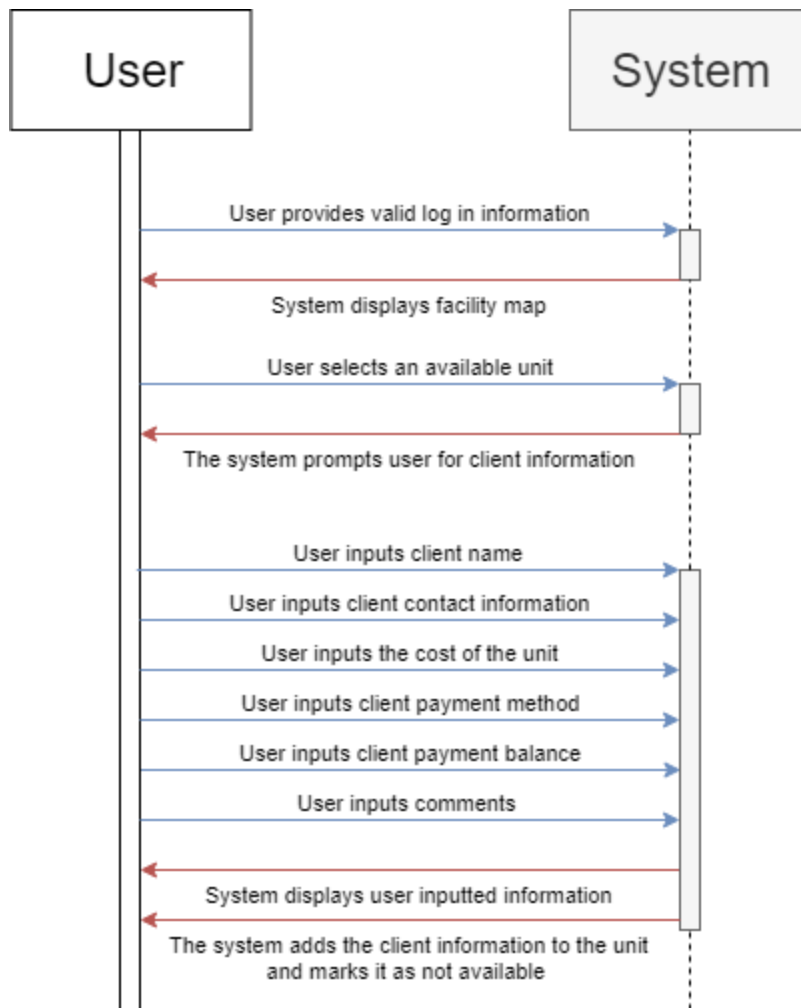 User
System
User provides valid log in information
System displays facility map
User selects an available unit
The system prompts user for client information
User inputs client name
User inputs client contact information
User inputs the cost of the unit
User inputs client payment method
User inputs client payment balance
User inputs comments
System displays user inputted information
The system adds the client information to the unit
and marks it as not available